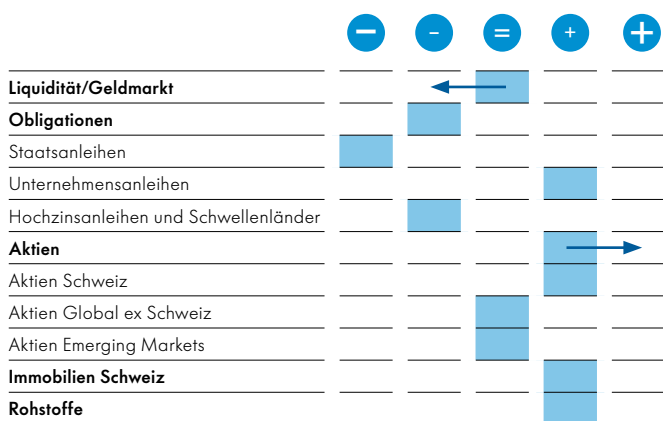 − − = + +
Liquidität/Geldmarkt
Obligationen
Staatsanleihen
Unternehmensanleihen
Hochzinsanleihen und Schwellenländer
Aktien
Aktien Schweiz
Aktien Global ex Schweiz
Aktien Emerging Markets
Immobilien Schweiz
Rohstoffe